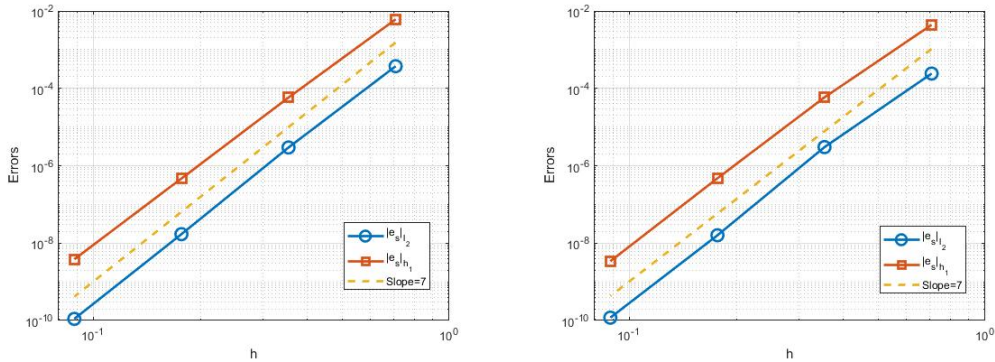 10^-2
10^-4
10^-6
10^-8
10^-10
Errors
10^-1
10^0
h
|e_s|_{l_2}
|e_s|_{h_1}
Slope=7
10^-2
10^-4
10^-6
10^-8
10^-10
Errors
10^-1
10^0
h
|e_s|_{l_2}
|e_s|_{h_1}
Slope=7